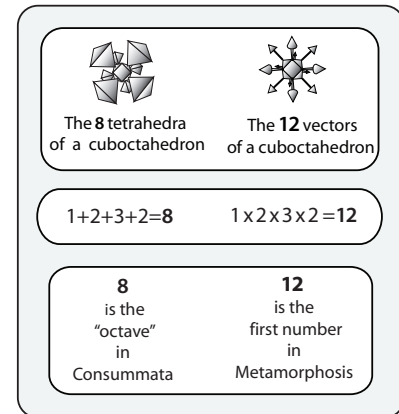 The 8 tetrahedra
of a cuboctahedron
The 12 vectors
of a cuboctahedron
1+2+3+2=8
1x2x3x2=12
8
is the
“octave”
in
Consummata
12
is the
first number
in
Metamorphosis